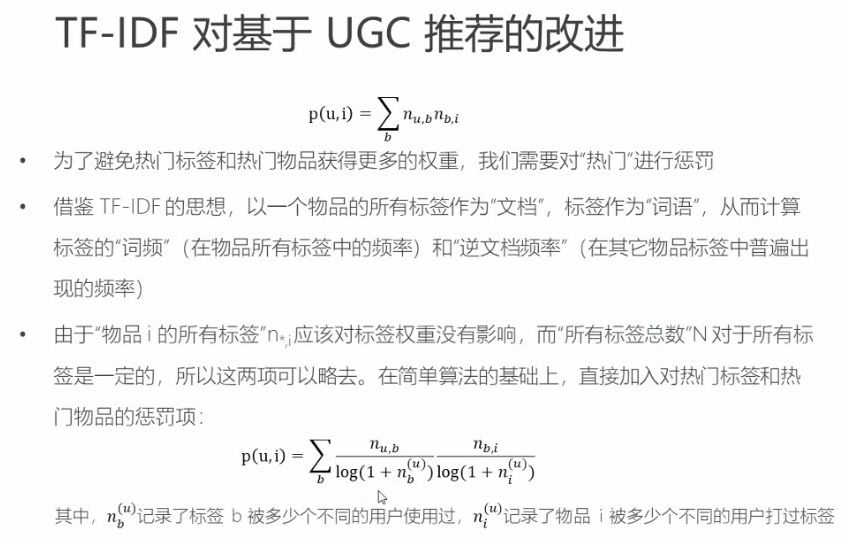 TF-IDF 对基于 UGC 推荐的改进
p(u,i) = ∑_b n_{u,b}n_{b,i}
• 为了避免热门标签和热门物品获得更多的权重，我们需要对“热门”进行惩罚
• 借鉴 TF-IDF 的思想，以一个物品的所有标签作为“文档”，标签作为“词语”，从而计算
标签的“词频”（在物品所有标签中的频率）和“逆文档频率”（在其它物品标签中普遍出
现的频率）
• 由于“物品 i 的所有标签”n_{*,i} 应该对标签权重没有影响，而“所有标签总数”N 对于所有标
签是一定的，所以这两项可以略去。在简单算法的基础上，直接加入对热门标签和热
门物品的惩罚项：
p(u,i) = ∑_b \frac{n_{u,b}}{log(1 + n_b^{(u)})} \frac{n_{b,i}}{log(1 + n_i^{(u)})}
其中，n_b^{(u)}记录了标签 b 被多少个不同的用户使用过，n_i^{(u)}记录了物品 i 被多少个不同的用户打过标签